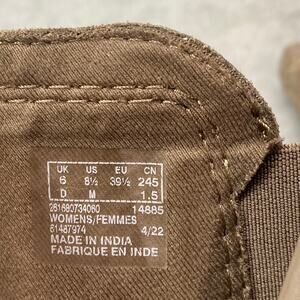 UK US EU CN
6 8½ 39½ 245
D M 1.5
261680734060 14885
WOMENS/FEMMES
61487974 4/22
MADE IN INDIA
FABRIQUE EN INDE